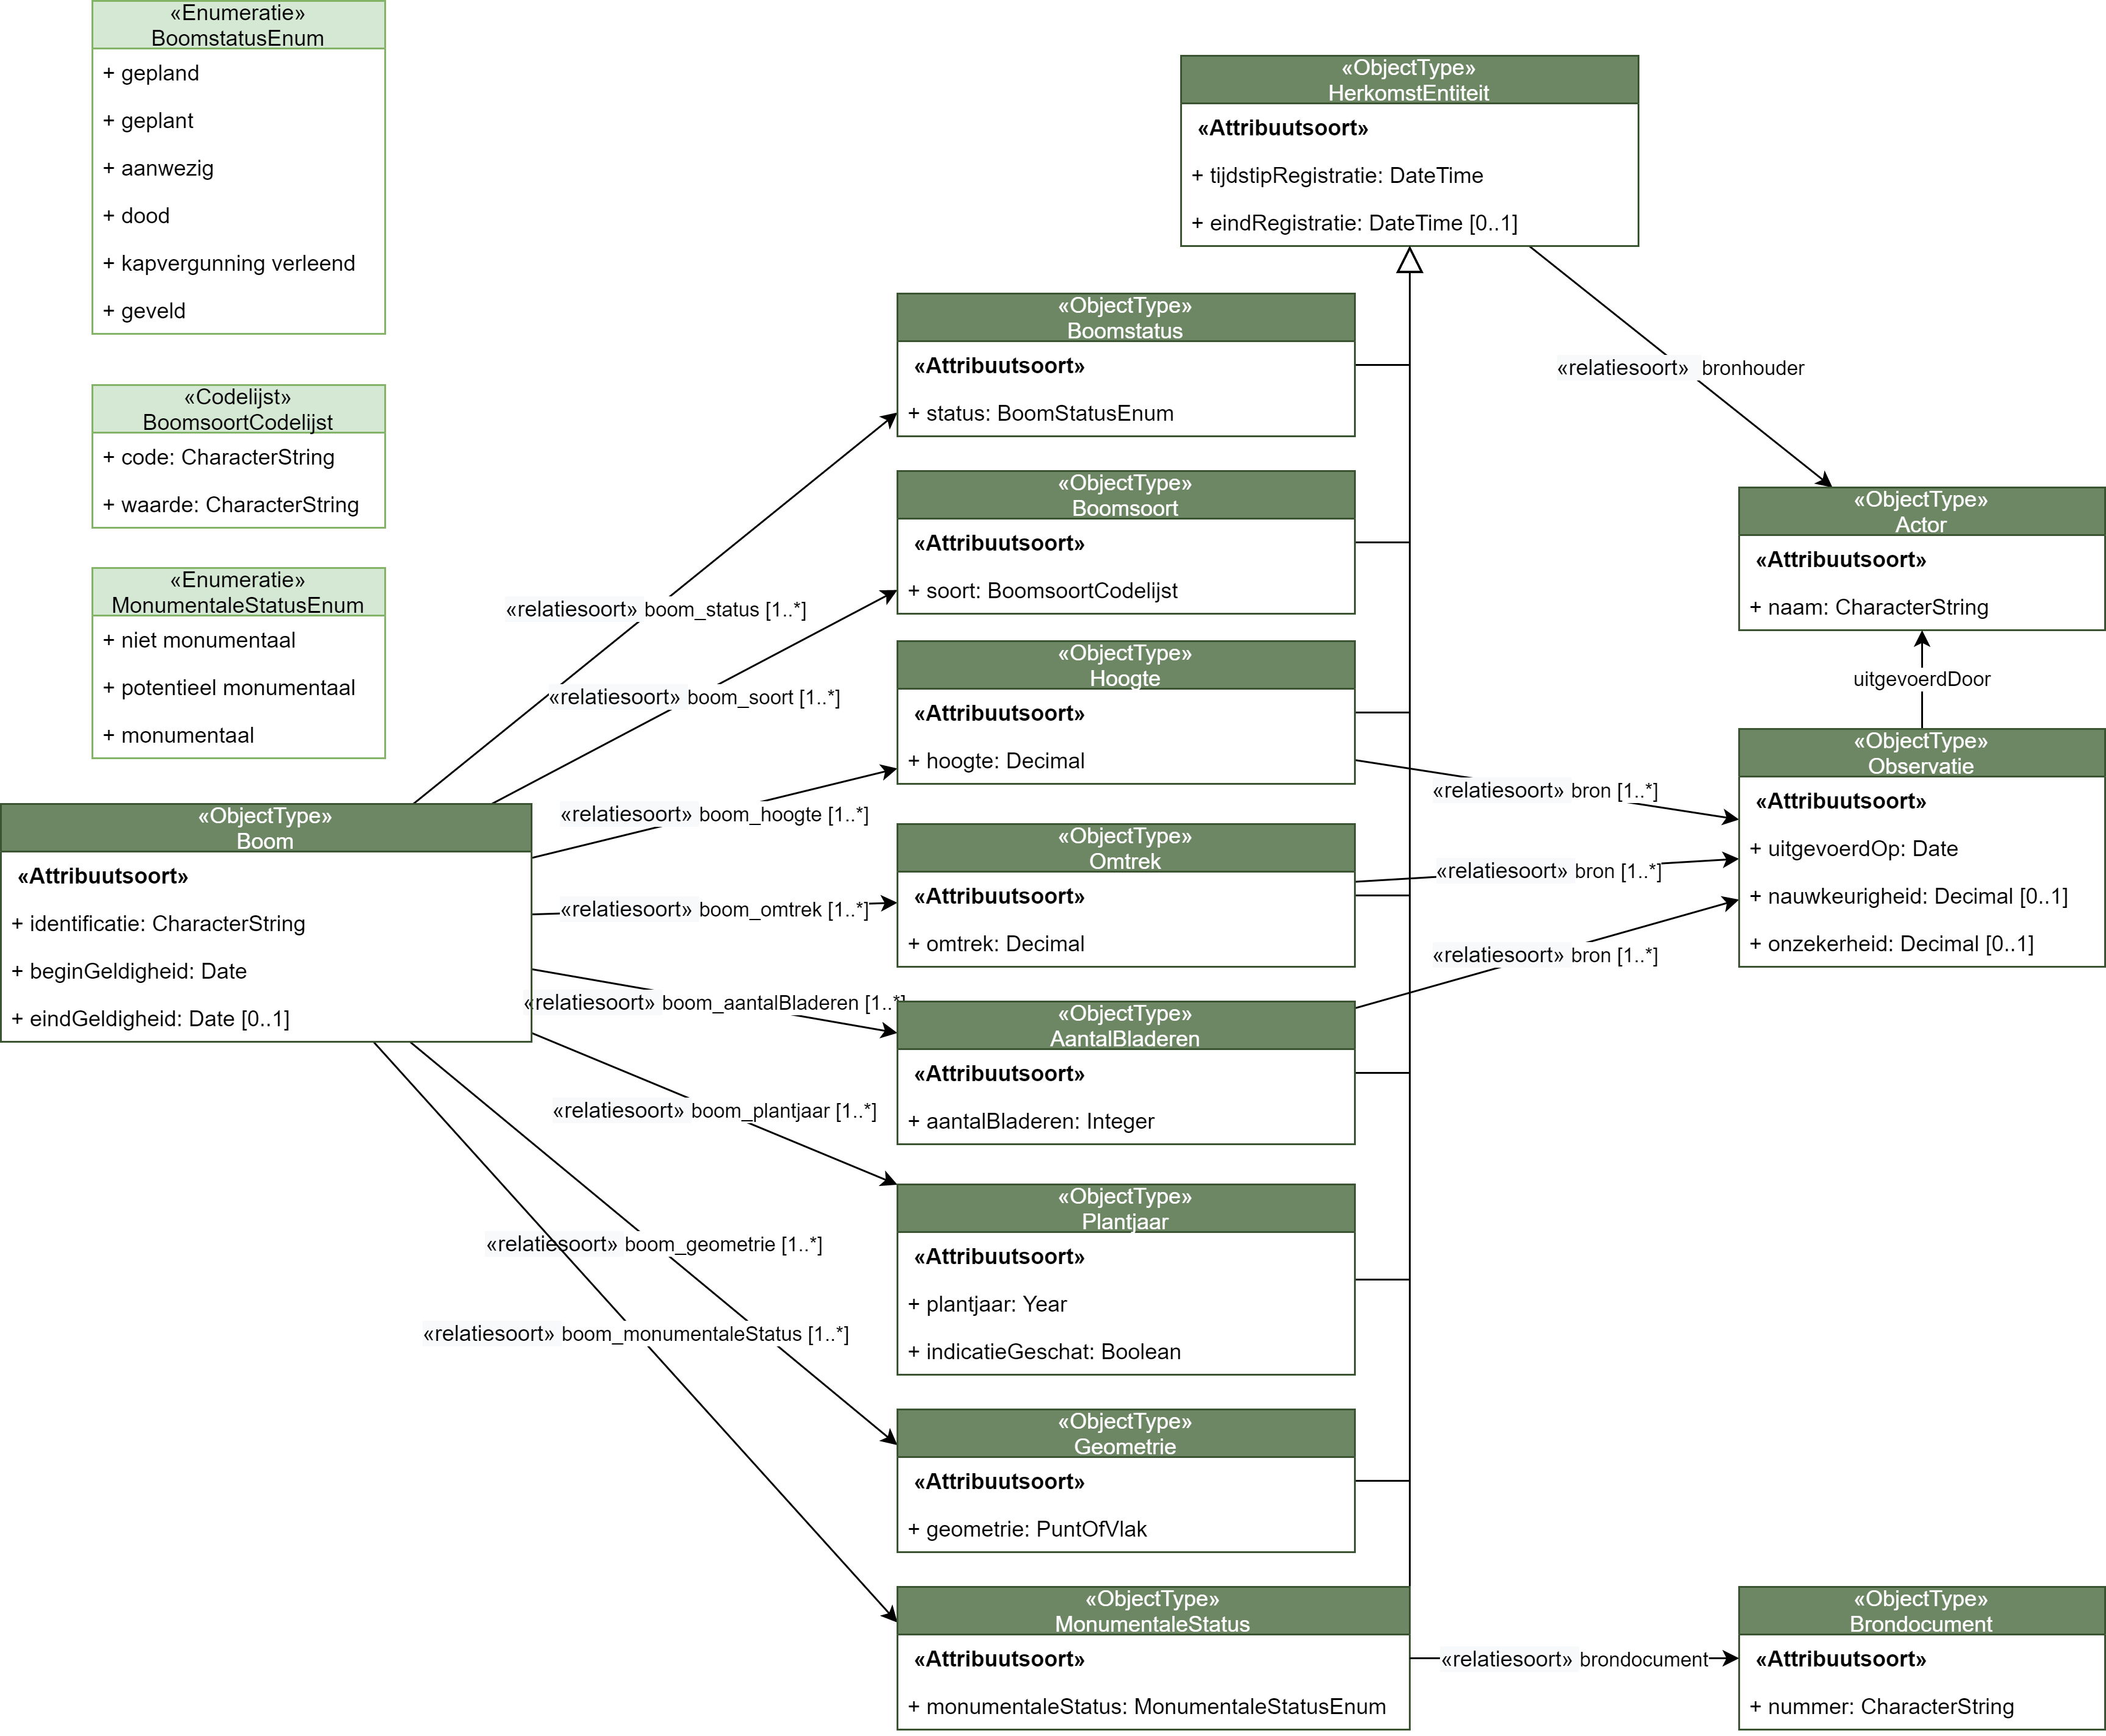 «Enumeratie»
BoomstatusEnum
+ gepland
+ geplant
+ aanwezig
+ dood
+ kapvergunning verleend
+ geveld
«Codelijst»
BoomsoortCodelijst
+ code: CharacterString
+ waarde: CharacterString
«Enumeratie»
MonumentaleStatusEnum
+ niet monumentaal
+ potentieel monumentaal
+ monumentaal
«ObjectType»
Boom
«Attribuutsoort»
+ identificatie: CharacterString
+ beginGeldigheid: Date
+ eindGeldigheid: Date [0..1]
«relatiesoort» boom_status [1..*]
«relatiesoort» boom_soort [1..*]
«relatiesoort» boom_hoogte [1..*]
«relatiesoort» boom_omtrek [1..*]
«relatiesoort» boom_aantalBladeren [1..*]
«relatiesoort» boom_plantjaar [1..*]
«relatiesoort» boom_geometrie [1..*]
«relatiesoort» boom_monumentaleStatus [1..*]
«ObjectType»
HerkomstEntiteit
«Attribuutsoort»
+ tijdstipRegistratie: DateTime
+ eindRegistratie: DateTime [0..1]
«ObjectType»
Boomstatus
«Attribuutsoort»
+ status: BoomStatusEnum
«ObjectType»
Boomsoort
«Attribuutsoort»
+ soort: BoomsoortCodelijst
«ObjectType»
Hoogte
«Attribuutsoort»
+ hoogte: Decimal
«ObjectType»
Omtrek
«Attribuutsoort»
+ omtrek: Decimal
«ObjectType»
AantalBladeren
«Attribuutsoort»
+ aantalBladeren: Integer
«ObjectType»
Plantjaar
«Attribuutsoort»
+ plantjaar: Year
+ indicatieGeschat: Boolean
«ObjectType»
Geometrie
«Attribuutsoort»
+ geometrie: PuntOfVlak
«ObjectType»
MonumentaleStatus
«Attribuutsoort»
+ monumentaleStatus: MonumentaleStatusEnum
«relatiesoort» bronhouder
«ObjectType»
Actor
«Attribuutsoort»
+ naam: CharacterString
uitgevoerdDoor
«relatiesoort» bron [1..*]
«relatiesoort» bron [1..*]
«relatiesoort» bron [1..*]
«ObjectType»
Observatie
«Attribuutsoort»
+ uitgevoerdOp: Date
+ nauwkeurigheid: Decimal [0..1]
+ onzekerheid: Decimal [0..1]
«relatiesoort» brondocument
«ObjectType»
Brondocument
«Attribuutsoort»
+ nummer: CharacterString